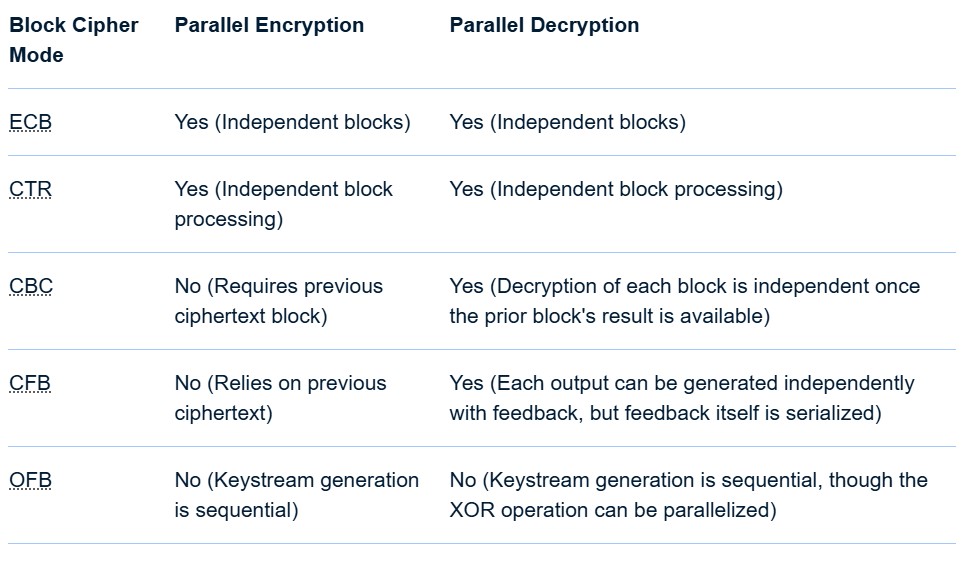 Block Cipher Mode Parallel Encryption Parallel Decryption
ECB Yes (Independent blocks) Yes (Independent blocks)
CTR Yes (Independent block processing) Yes (Independent block processing)
CBC No (Requires previous ciphertext block) Yes (Decryption of each block is independent once the prior block's result is available)
CFB No (Relies on previous ciphertext) Yes (Each output can be generated independently with feedback, but feedback itself is serialized)
OFB No (Keystream generation is sequential) No (Keystream generation is sequential, though the XOR operation can be parallelized)